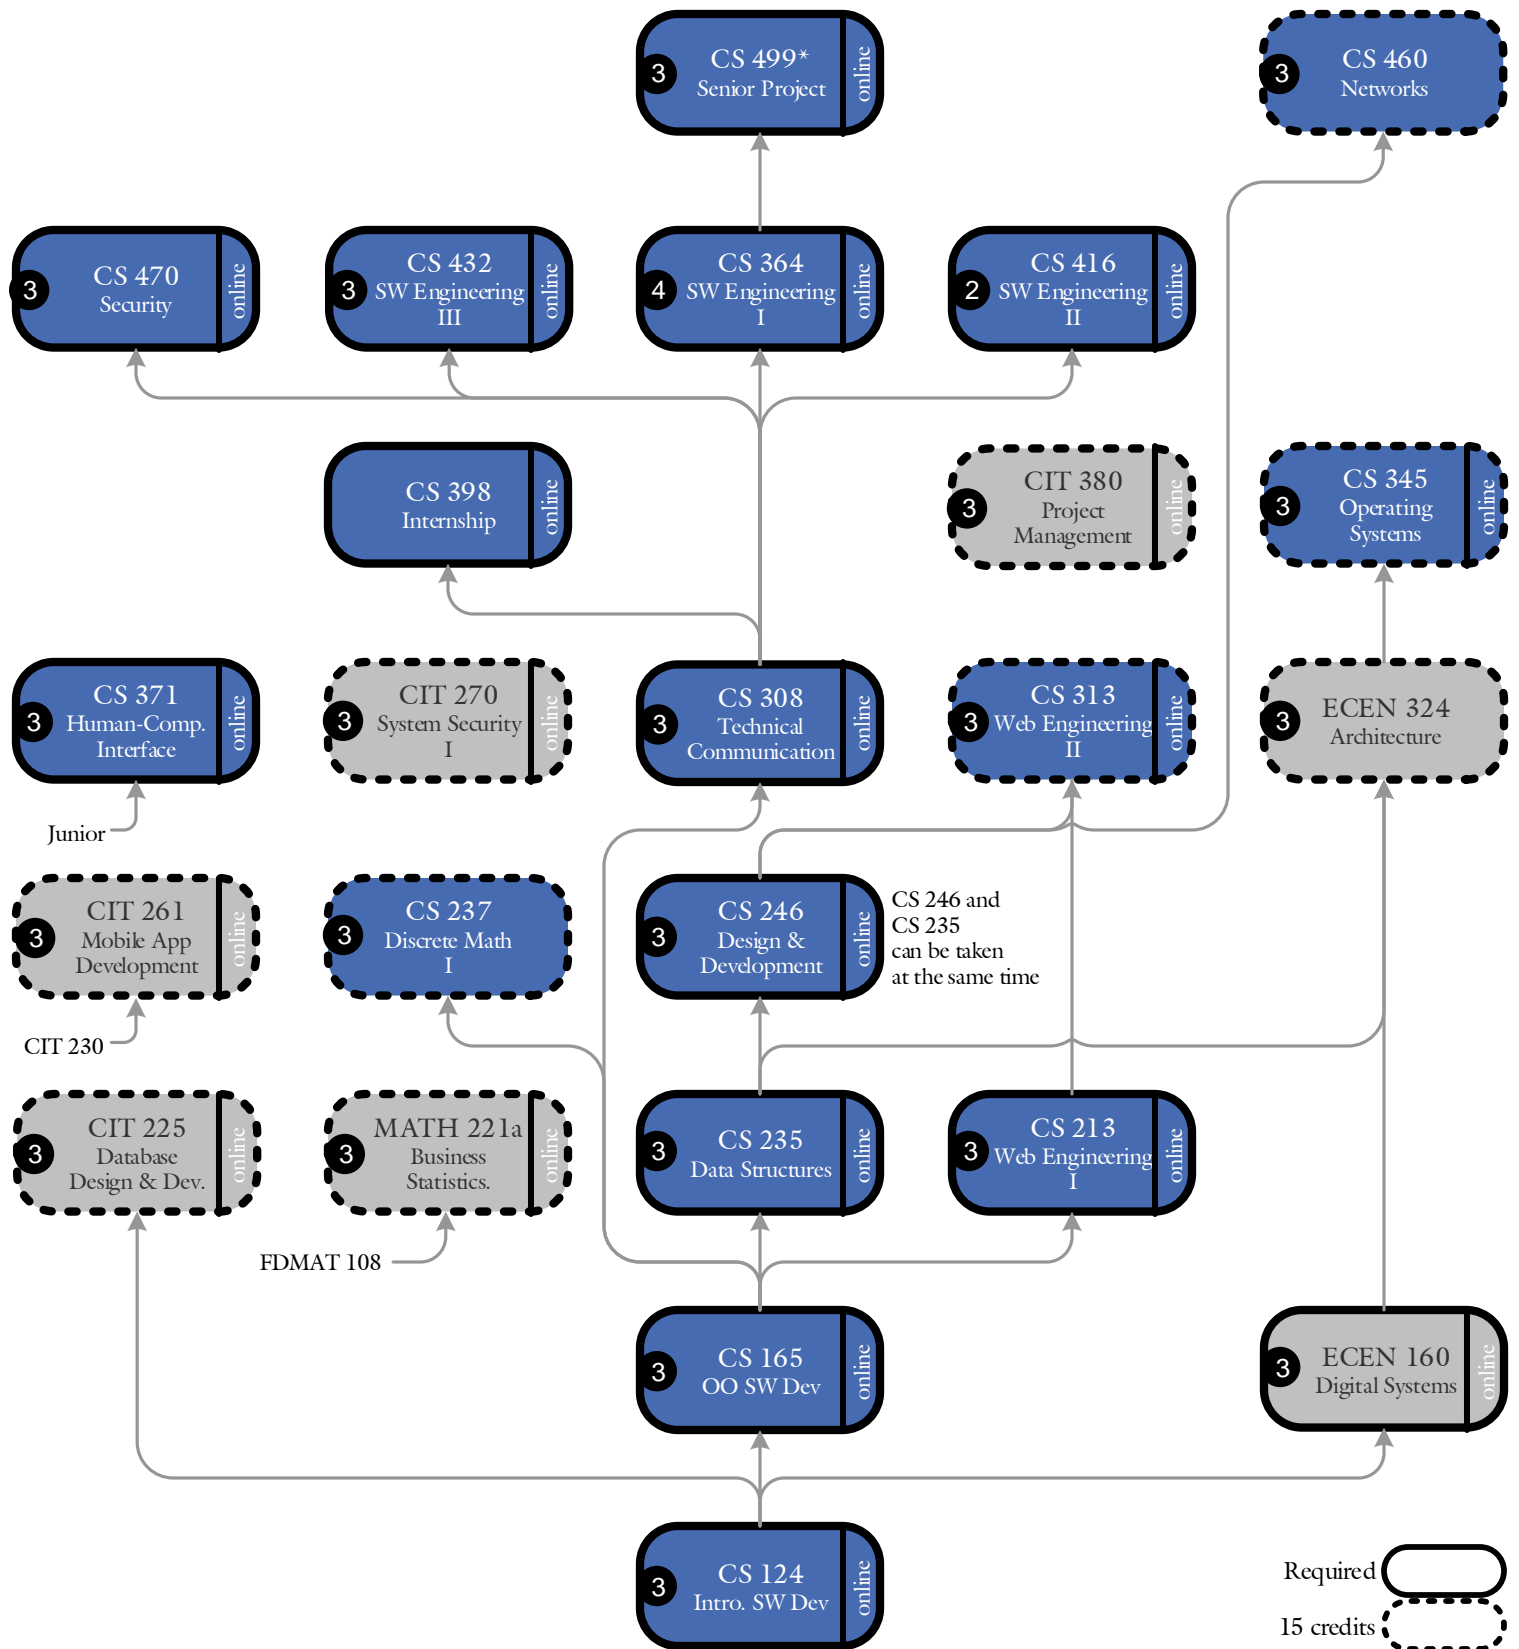 CS 499*
Senior Project
3
online
CS 460
Networks
3
CS 470
Security
3
online
CS 432
SW Engineering
III
3
online
CS 364
SW Engineering
I
4
online
CS 416
SW Engineering
II
2
online
CS 398
Internship
online
CIT 380
Project
Management
3
online
CS 345
Operating
Systems
3
online
CS 371
Human-Comp.
Interface
3
online
Junior
CIT 270
System Security
I
3
online
CS 308
Technical
Communication
3
online
CS 313
Web Engineering
II
3
online
ECEN 324
Architecture
3
CIT 261
Mobile App
Development
3
online
CIT 230
CS 237
Discrete Math
I
3
CS 246
Design &
Development
3
online
CS 246 and
CS 235
can be taken
at the same time
CIT 225
Database
Design & Dev.
3
online
MATH 221a
Business
Statistics.
3
online
FDMAT 108
CS 235
Data Structures
3
online
CS 213
Web Engineering
I
3
online
CS 165
OO SW Dev
3
online
ECEN 160
Digital Systems
3
online
CS 124
Intro. SW Dev
3
online
Required
15 credits